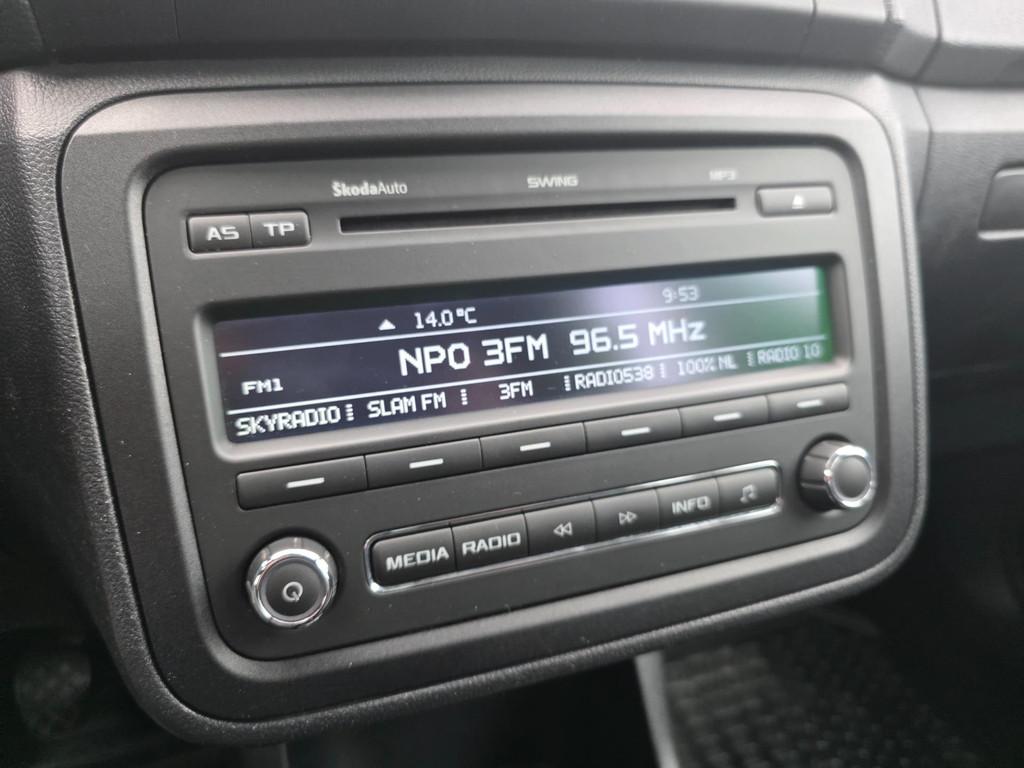 ŠkodaAuto SWING MP3
AS TP
14.0°C 9:53
NPO 3FM 96.5 MHz
FM1
SKYRADIO SLAM FM 3FM RADIO538 100% NL RADIO 10
MEDIA RADIO INFO